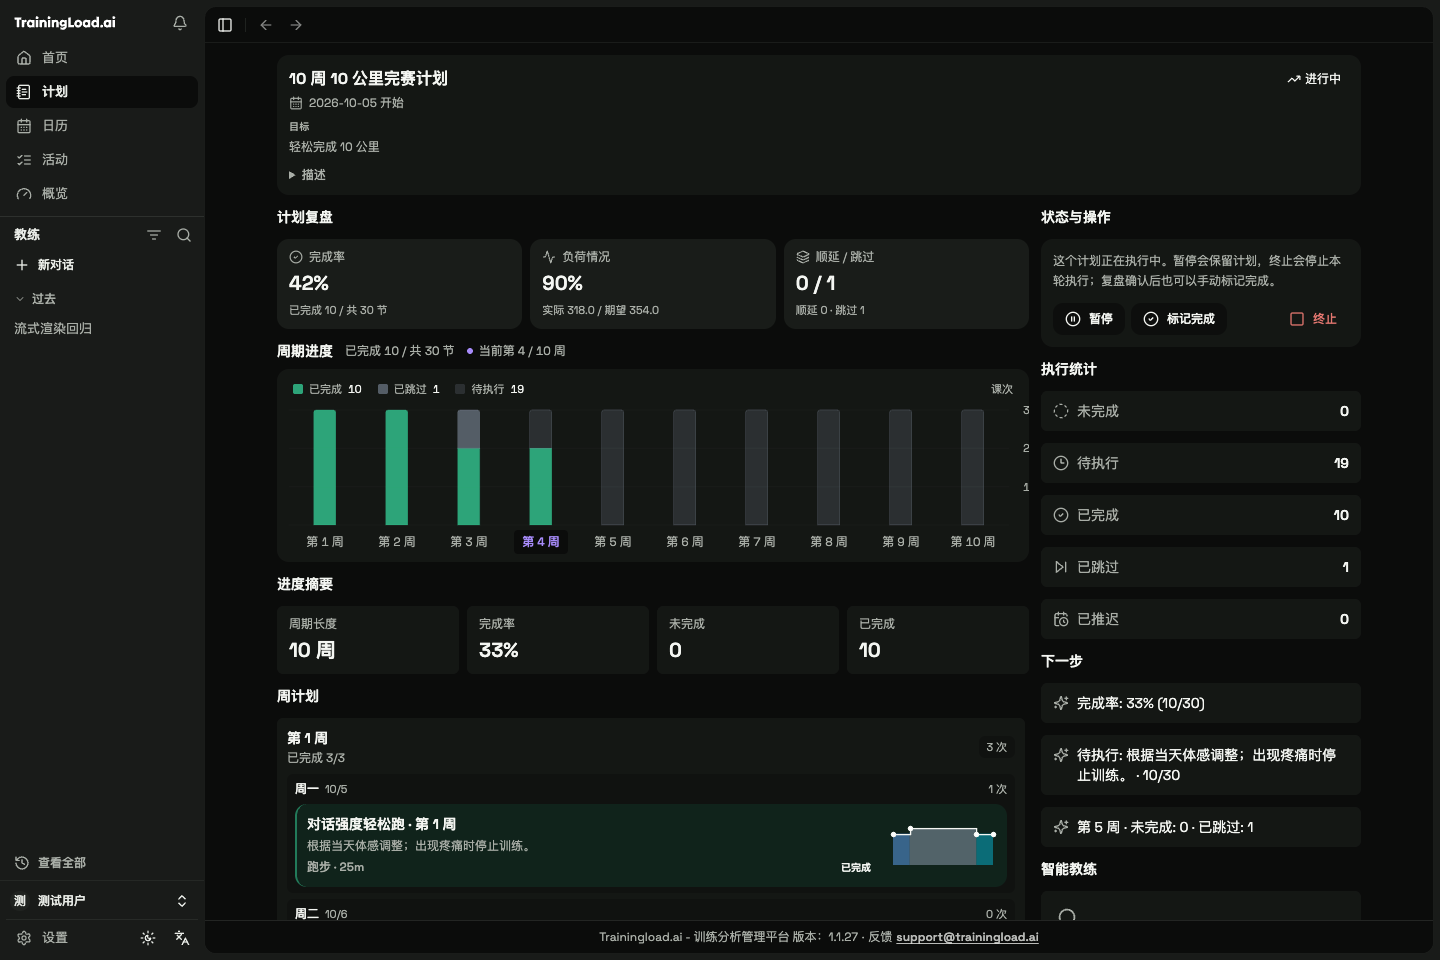 TrainingLoad.ai
首页
计划
日历
活动
概览
教练
新对话
过去
流式渲染回归
查看全部
测 测试用户
设置
10 周 10 公里完赛计划
进行中
2026-10-05 开始
目标
轻松完成 10 公里
描述
计划复盘
完成率
42%
已完成 10 / 共 30 节
负荷情况
90%
实际 318.0 / 期望 354.0
顺延 / 跳过
0 / 1
顺延 0 · 跳过 1
周期进度 已完成 10 / 共 30 节 当前第 4 / 10 周
已完成 10 已跳过 1 待执行 19 课次
3
2
1
第 1 周 第 2 周 第 3 周 第 4 周 第 5 周 第 6 周 第 7 周 第 8 周 第 9 周 第 10 周
进度摘要
周期长度
10 周
完成率
33%
未完成
0
已完成
10
周计划
第 1 周
已完成 3/3
3 次
周一 10/5 1 次
对话强度轻松跑 · 第 1 周
根据当天体感调整；出现疼痛时停止训练。
跑步 · 25m
已完成
周二 10/6 0 次
状态与操作
这个计划正在执行中。暂停会保留计划，终止会停止本
轮执行；复盘确认后也可以手动标记完成。
暂停 标记完成 终止
执行统计
未完成 0
待执行 19
已完成 10
已跳过 1
已推迟 0
下一步
完成率: 33% (10/30)
待执行: 根据当天体感调整；出现疼痛时停
止训练。 · 10/30
第 5 周 · 未完成: 0 · 已跳过: 1
智能教练
Trainingload.ai - 训练分析管理平台 版本： 1.1.27 · 反馈 support@trainingload.ai